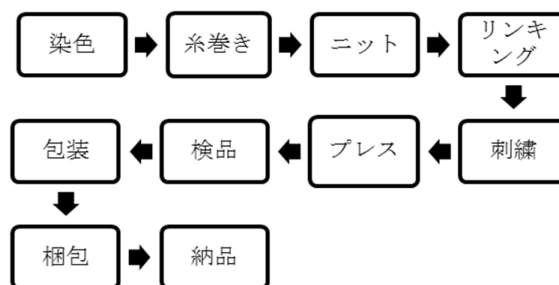 染色
糸巻き
ニット
リンキ
ング
刺繍
プレス
検品
包装
梱包
納品